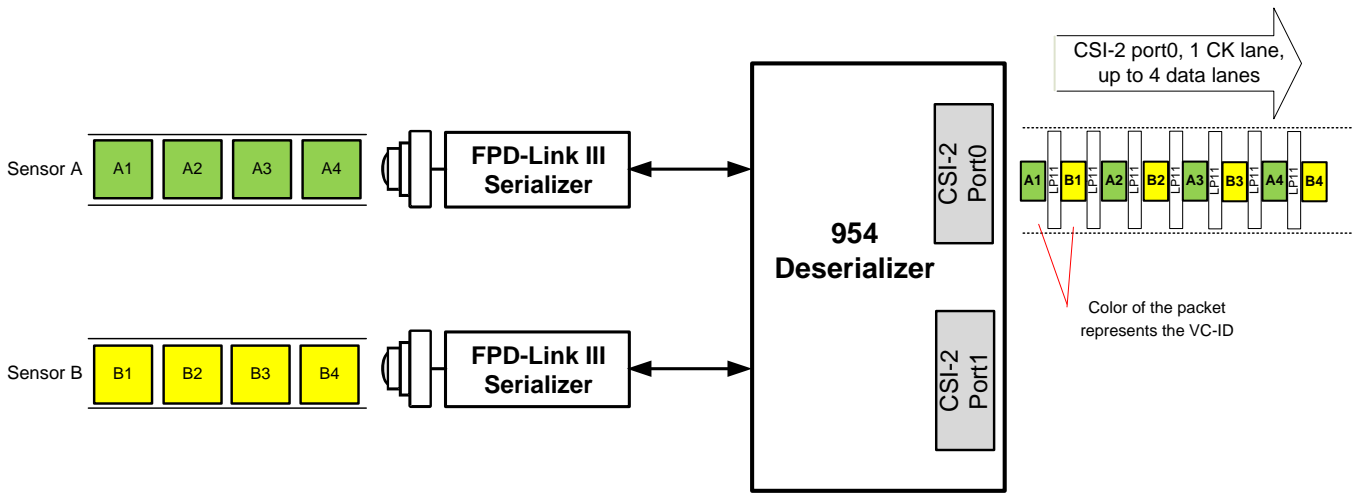 CSI-2 port0, 1 CK lane,
up to 4 data lanes
Sensor A
A1 A2 A3 A4
FPD-Link III
Serializer
CSI-2
Port0
A1 LP11 B1 LP11 A2 LP11 B2 LP11 A3 LP11 B3 LP11 A4 LP11 B4
954
Deserializer
Color of the packet
represents the VC-ID
Sensor B
B1 B2 B3 B4
FPD-Link III
Serializer
CSI-2
Port1